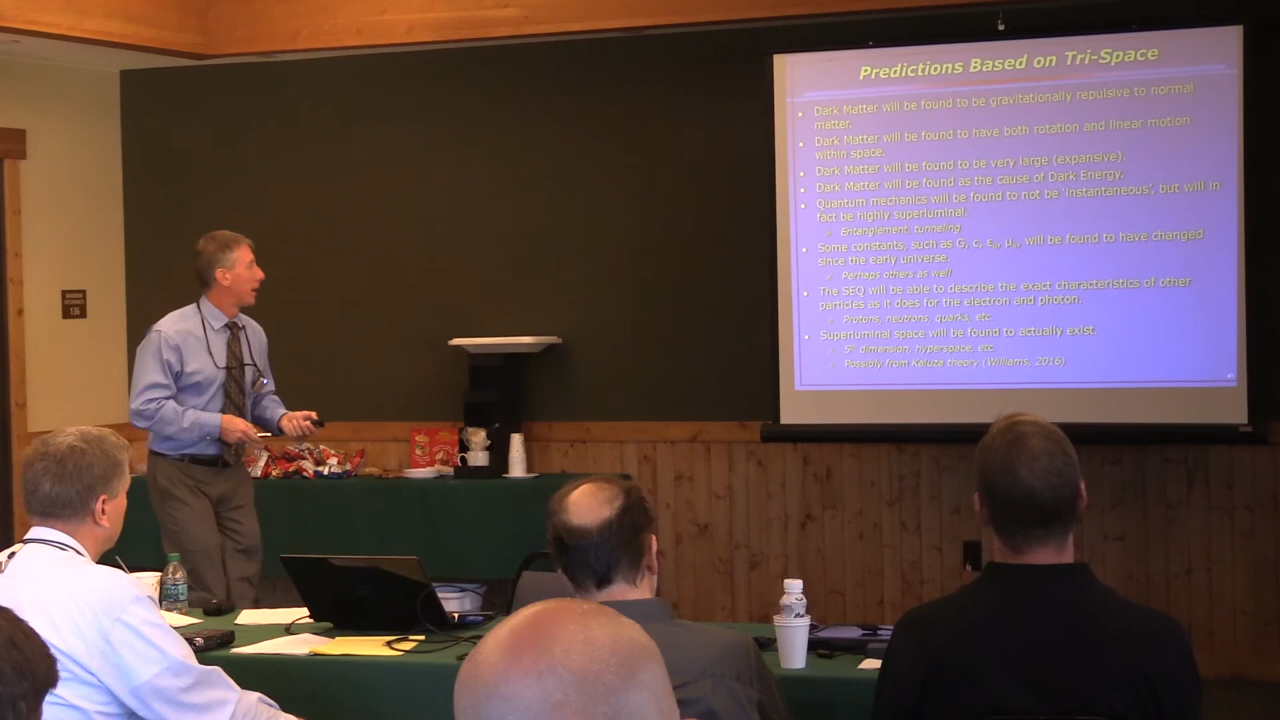 Predictions Based on Tri-Space
Dark Matter will be found to be gravitationally repulsive to normal
matter.
Dark Matter will be found to have both rotation and linear motion
within space.
Dark Matter will be found to be very large (expansive).
Dark Matter will be found as the cause of Dark Energy.
Quantum mechanics will be found to not be 'instantaneous', but will in
fact be highly superluminal.
Entanglement, tunneling
Some constants, such as G, c, ε₀, μ₀, will be found to have changed
since the early universe.
Perhaps others as well
The SEQ will be able to describe the exact characteristics of other
particles as it does for the electron and photon.
Protons, neutrons, quarks, etc.
Superluminal space will be found to actually exist.
5th dimension, hyperspace, etc.
Possibly from Kaluza theory (Williams, 2016)
136